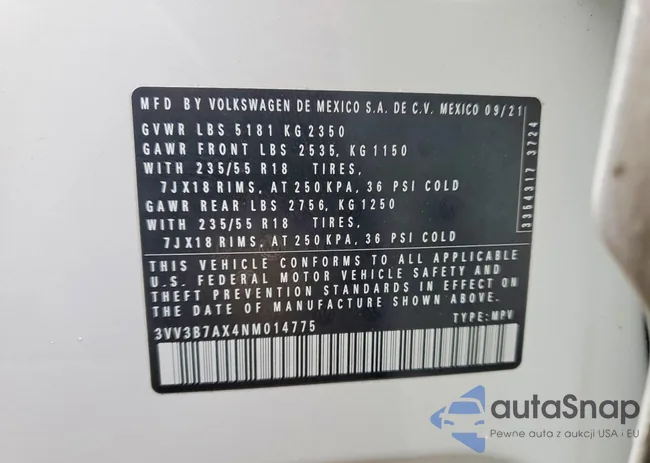 MFD BY VOLKSWAGEN DE MEXICO S.A. DE C.V. MEXICO 09/21
GVWR LBS 5181 KG 2350
GAWR FRONT LBS 2535, KG 1150
WITH 235/55 R18 TIRES,
7JX18 RIMS, AT 250 KPA, 36 PSI COLD
GAWR REAR LBS 2756, KG 1250
WITH 235/55 R18 TIRES,
7JX18 RIMS, AT 250 KPA, 36 PSI COLD
THIS VEHICLE CONFORMS TO ALL APPLICABLE
U.S. FEDERAL MOTOR VEHICLE SAFETY AND
THEFT PREVENTION STANDARDS IN EFFECT ON
THE DATE OF MANUFACTURE SHOWN ABOVE
3VV3B7AX4NM014775 TYPE: MPV
3354317 3724
autaSnap
Pewne auta z aukcji USA i EU